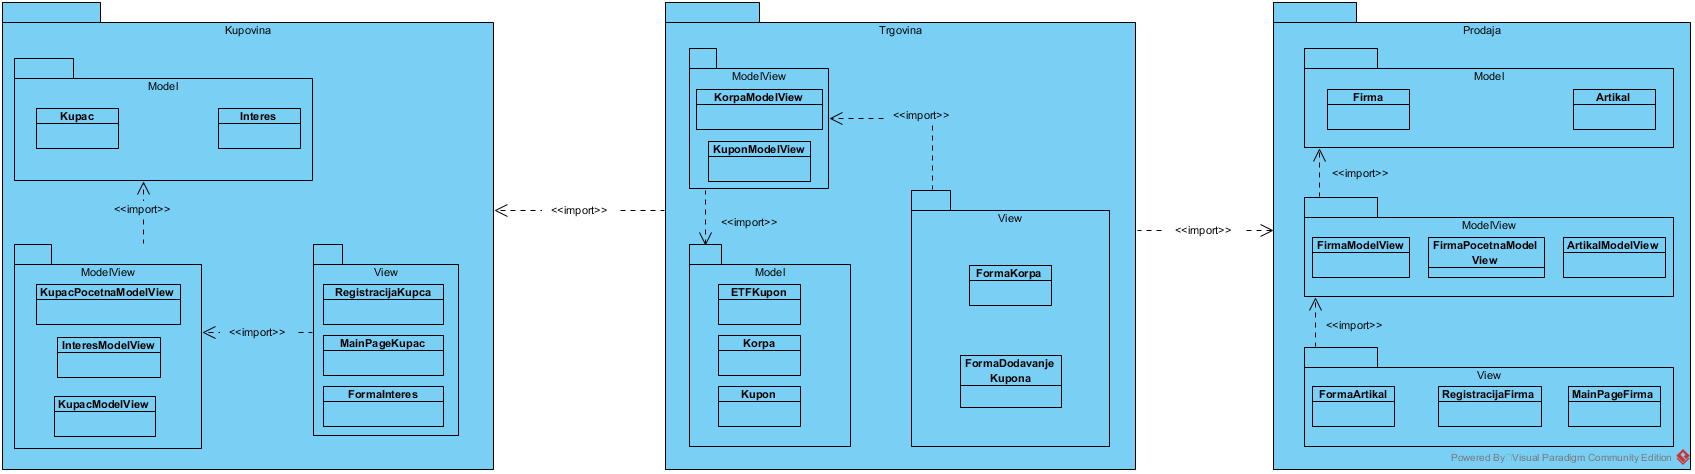 Kupovina
Model
Kupac
Interes
<<import>>
ModelView
KupacPocetnaModelView
InteresModelView
KupacModelView
<<import>>
View
RegistracijaKupca
MainPageKupac
FormaInteres
<<import>>
Trgovina
ModelView
KorpaModelView
KuponModelView
<<import>>
<<import>>
Model
ETFKupon
Korpa
Kupon
View
FormaKorpa
FormaDodavanje
Kupona
<<import>>
Prodaja
Model
Firma
Artikal
<<import>>
ModelView
FirmaModelView
FirmaPocetnaModel
View
ArtikalModelView
<<import>>
View
FormaArtikal
RegistracijaFirma
MainPageFirma
Powered By Visual Paradigm Community Edition